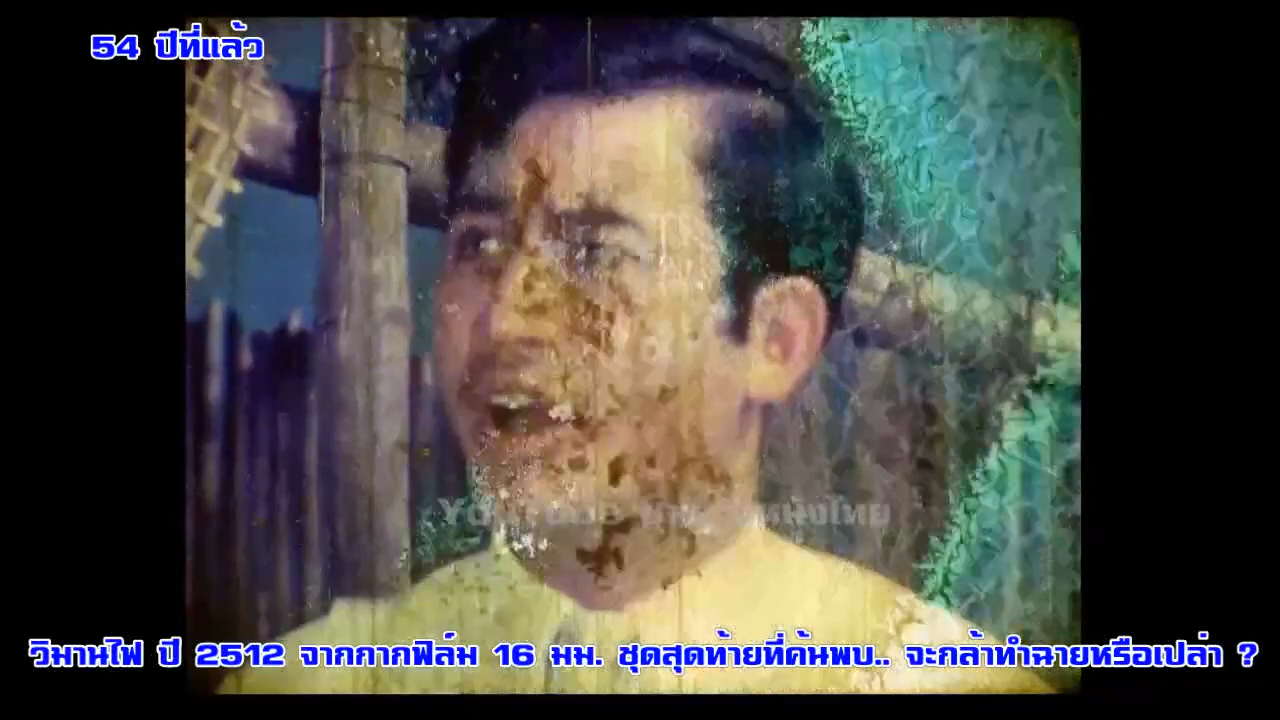 54 ปีที่แล้ว
YouTube
วิมานไฟ ปี 2512 จากกากฟิล์ม 16 มม. ชุดสุดท้ายที่ค้นพบ.. จะกล้าทำฉายหรือเปล่า ?